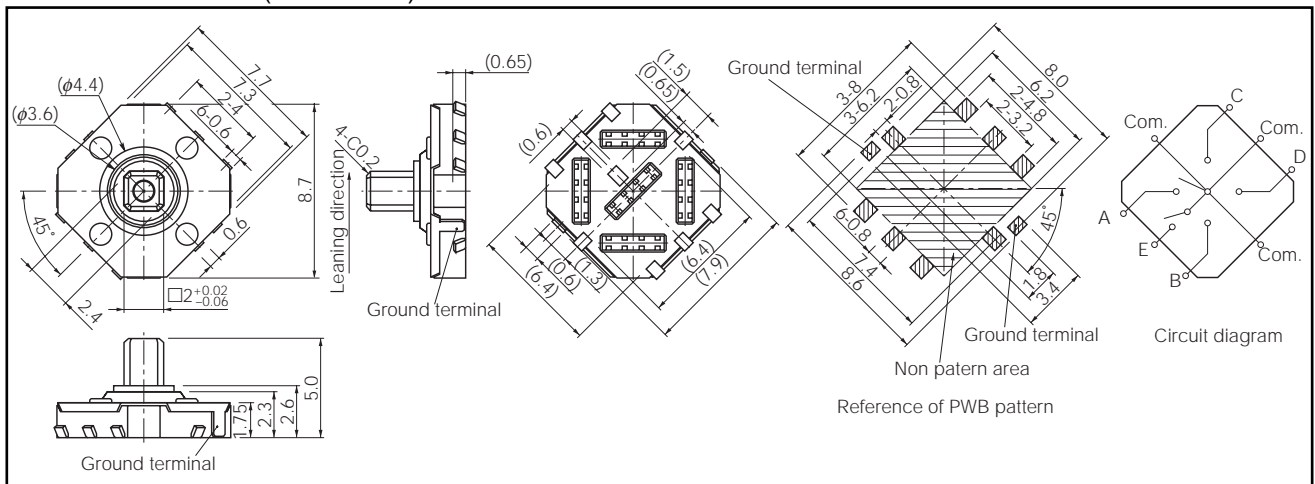 (φ4.4)
(φ3.6)
7.7
7.3
2.4
6-0.6
8.7
45°
0.6
2.4
□2 +0.02 -0.06
4-C0.2
Leaning direction
(0.65)
Ground terminal
5.0
2.6
2.3
1.75
Ground terminal
(1.5)
(0.65)
(0.6)
(6.4)
(0.6)
(1.3)
(6.4)
(7.9)
Ground terminal
3-8
3-6.2
2-0.8
8.0
6.2
2-4.8
2-3.2
45°
6-0.8
7.4
8.6
1.8
3.4
Ground terminal
Non patern area
Reference of PWB pattern
C
Com.
Com.
D
A
E
B
Com.
Circuit diagram